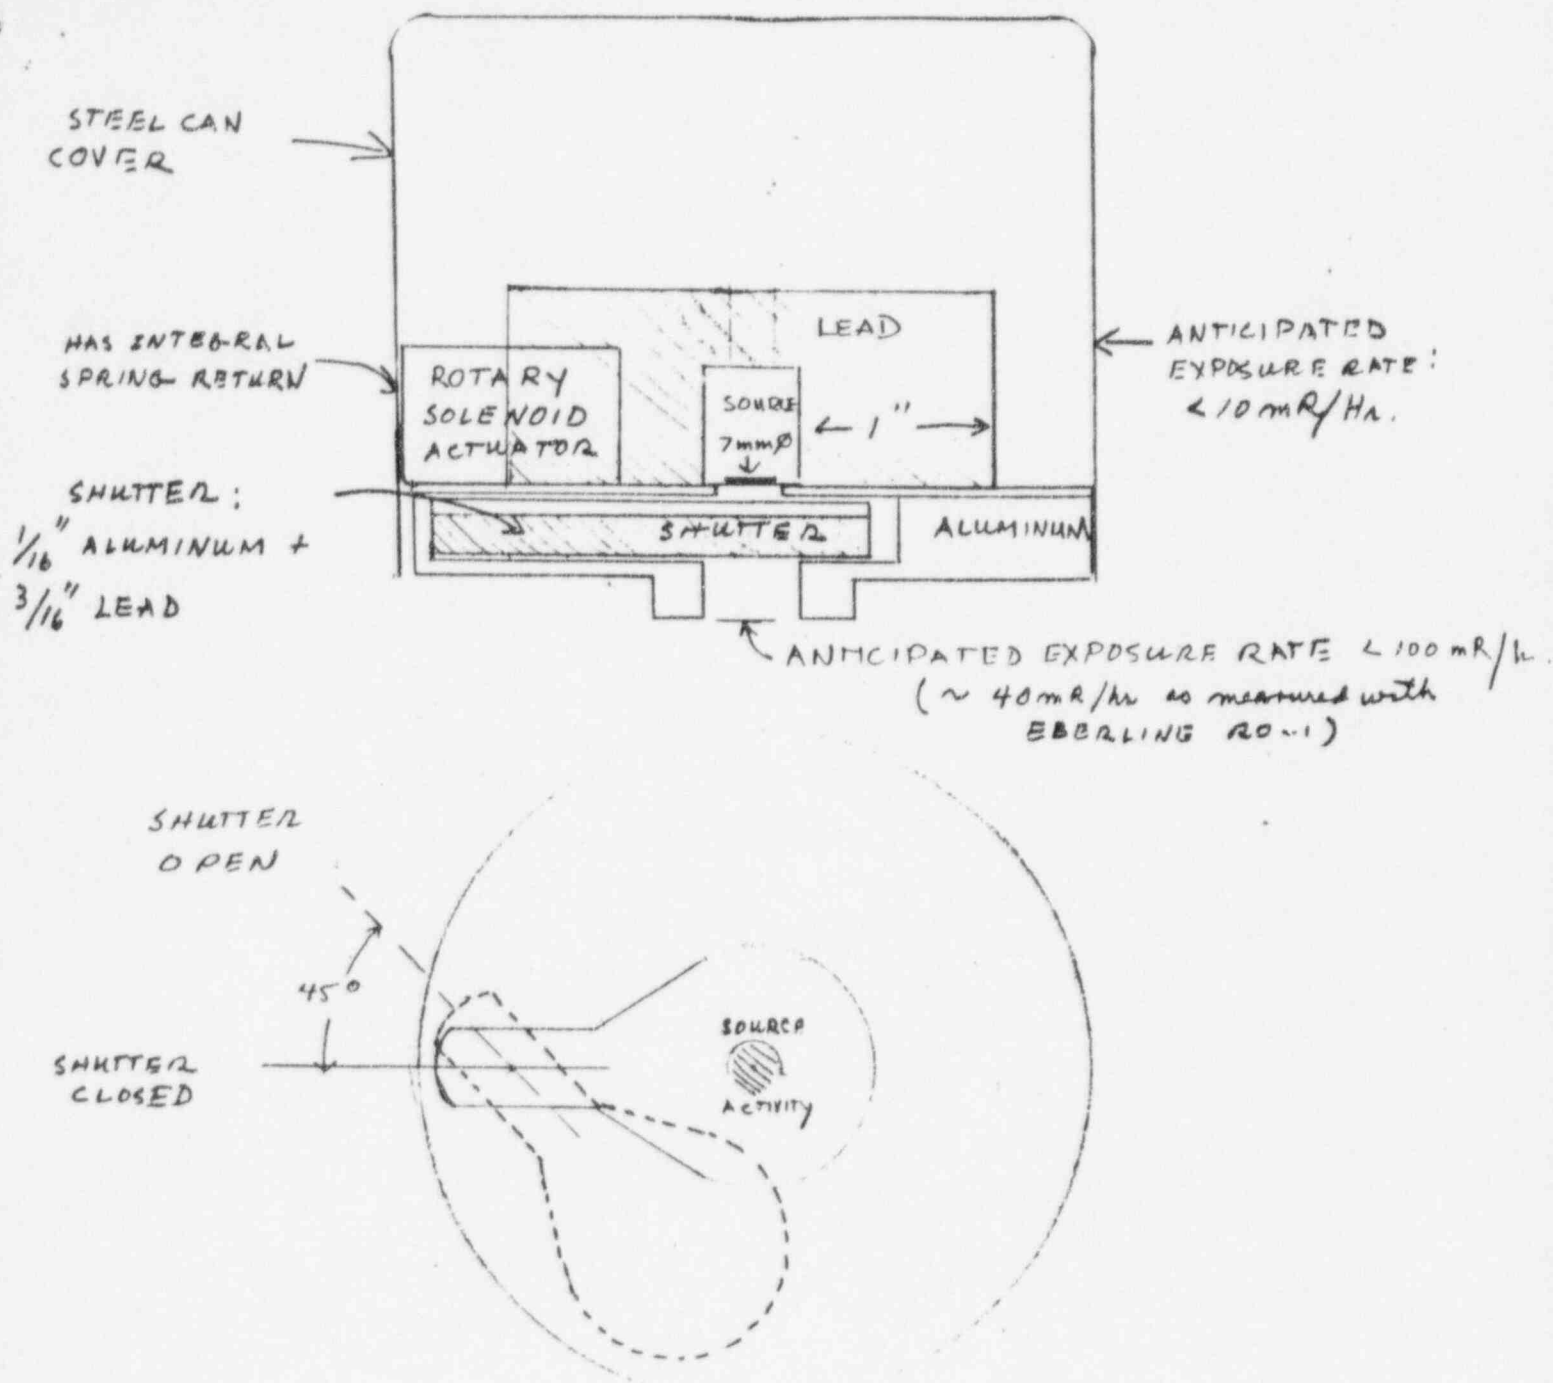 STEEL CAN
COVER
HAS INTEGRAL
SPRING RETURN
ROTARY
SOLENOID
ACTUATOR
LEAD
SOURCE
7mmØ
1"
ANTICIPATED
EXPOSURE RATE:
<10mR/Hr.
SHUTTER:
1/16" ALUMINUM +
3/16" LEAD
SHUTTER
ALUMINUM
ANTICIPATED EXPOSURE RATE <100mR/h.
(~ 40mR/hr as measured with
EBERLINE RO-1)
SHUTTER
OPEN
45°
SHUTTER
CLOSED
SOURCE
ACTIVITY